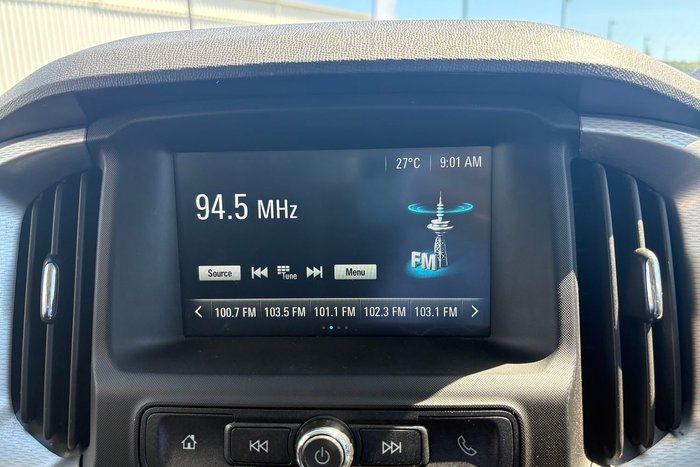 27°C 9:01 AM
94.5 MHz
FM
Source Tune Menu
100.7 FM 103.5 FM 101.1 FM 102.3 FM 103.1 FM